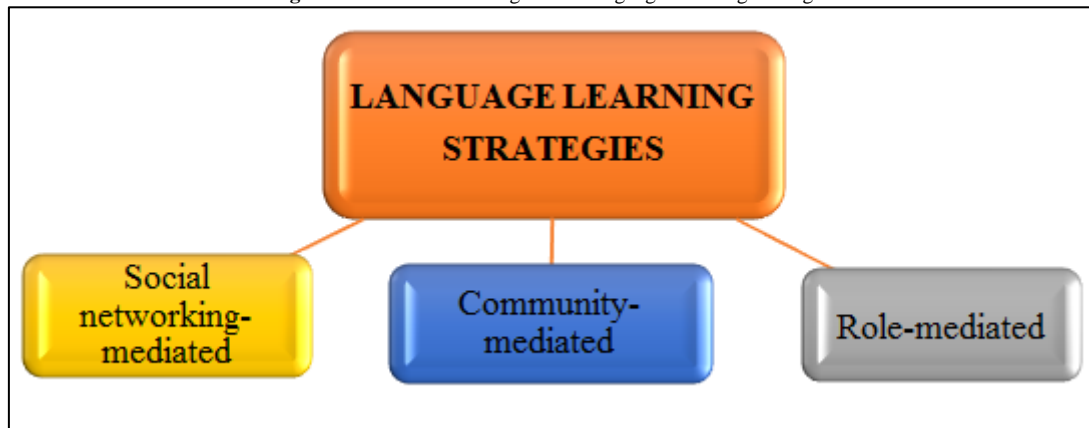 LANGUAGE LEARNING
STRATEGIES
Social
networking-
mediated
Community-
mediated
Role-mediated